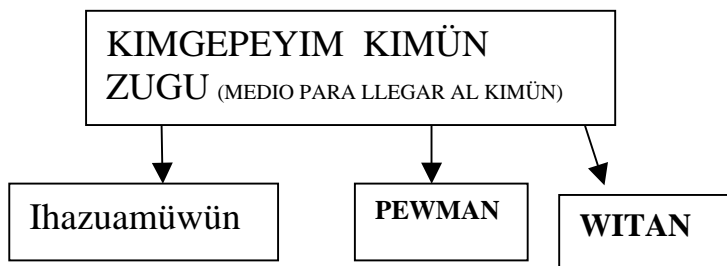 KIMGEPEYIM KIMÜN
ZUGU (MEDIO PARA LLEGAR AL KIMÜN)
Ihazuamüwün
PEWMAN
WITAN